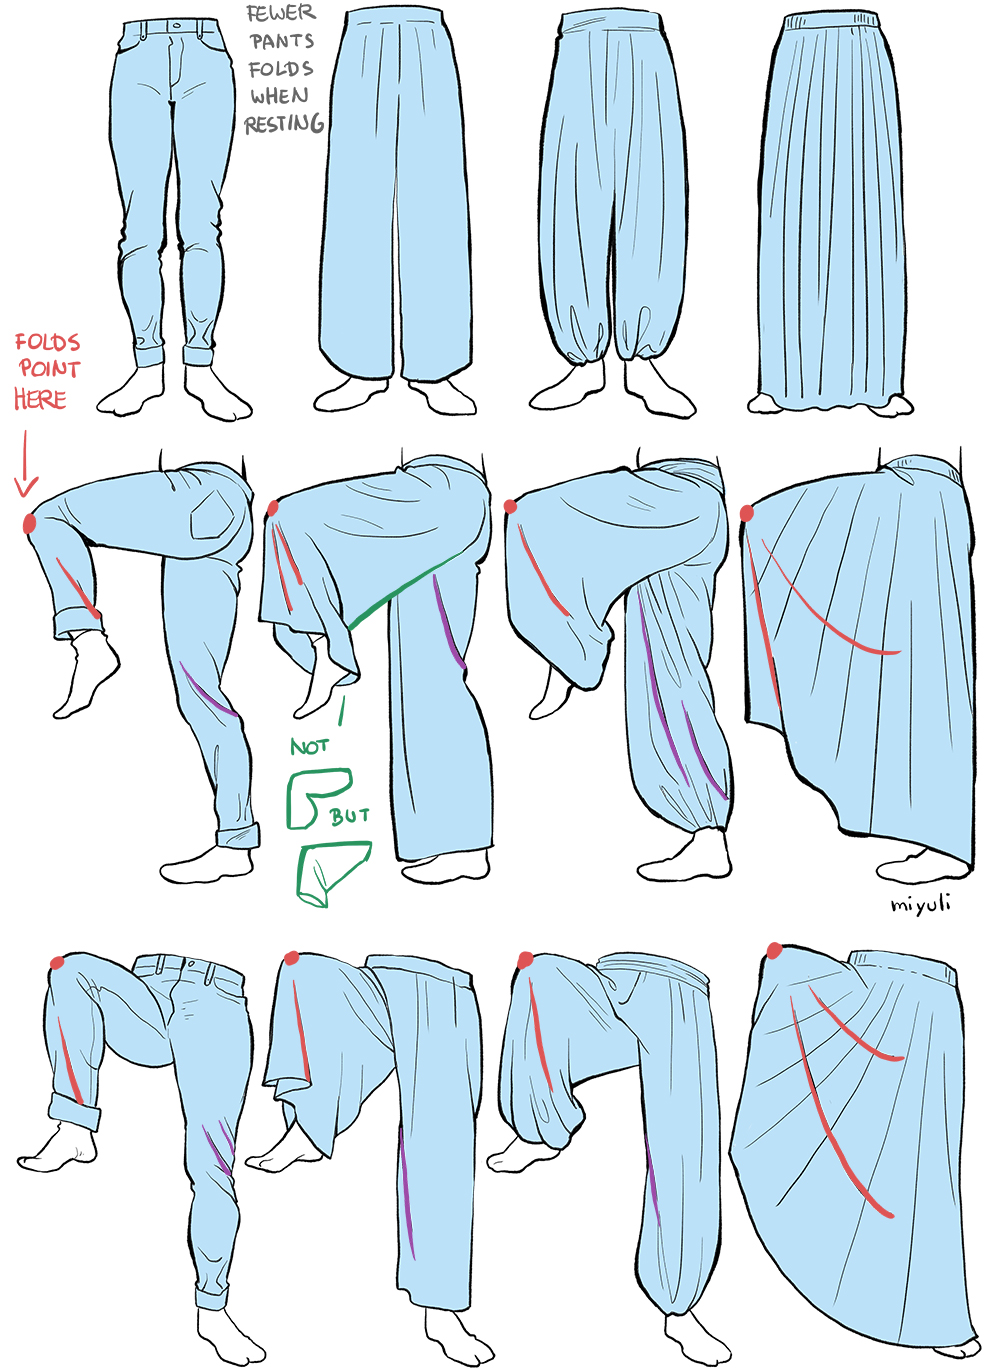 FEWER
PANTS
FOLDS
WHEN
RESTING
FOLDS
POINT
HERE
NOT
BUT
miyuli